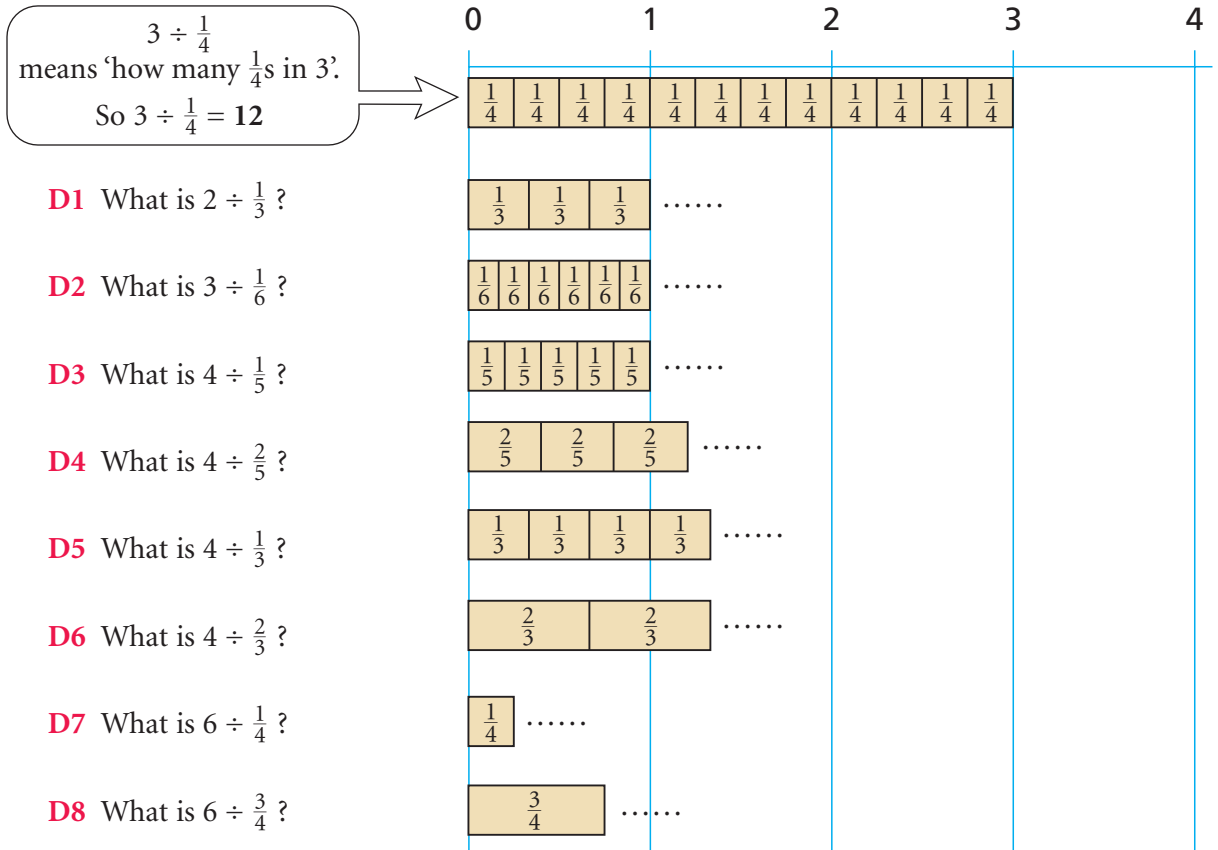 3 ÷ 1/4
means ‘how many 1/4s in 3’.
So 3 ÷ 1/4 = 12
0 1 2 3 4
1/4 1/4 1/4 1/4 1/4 1/4 1/4 1/4 1/4 1/4 1/4 1/4
D1 What is 2 ÷ 1/3 ?
1/3 1/3 1/3 ......
D2 What is 3 ÷ 1/6 ?
1/6 1/6 1/6 1/6 1/6 1/6 ......
D3 What is 4 ÷ 1/5 ?
1/5 1/5 1/5 1/5 1/5 ......
D4 What is 4 ÷ 2/5 ?
2/5 2/5 2/5 ......
D5 What is 4 ÷ 1/3 ?
1/3 1/3 1/3 1/3 ......
D6 What is 4 ÷ 2/3 ?
2/3 2/3 ......
D7 What is 6 ÷ 1/4 ?
1/4 ......
D8 What is 6 ÷ 3/4 ?
3/4 ......